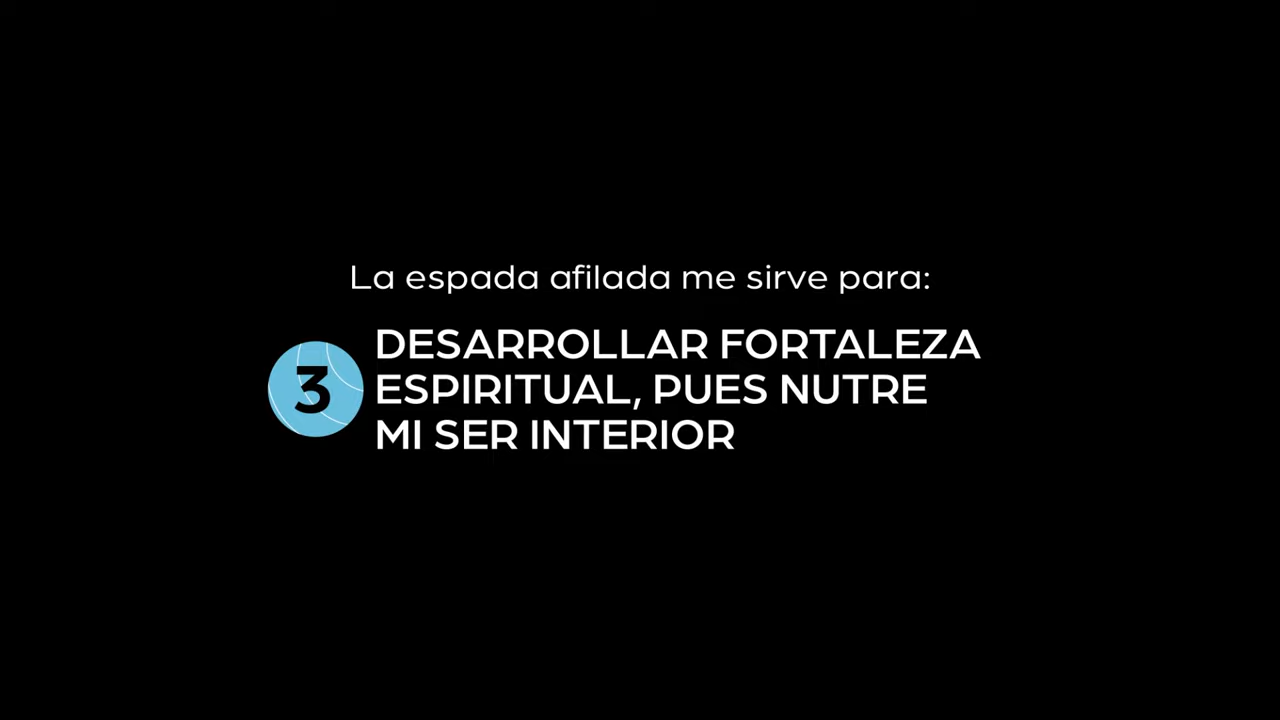 La espada afilada me sirve para:
3
DESARROLLAR FORTALEZA
ESPIRITUAL, PUES NUTRE
MI SER INTERIOR